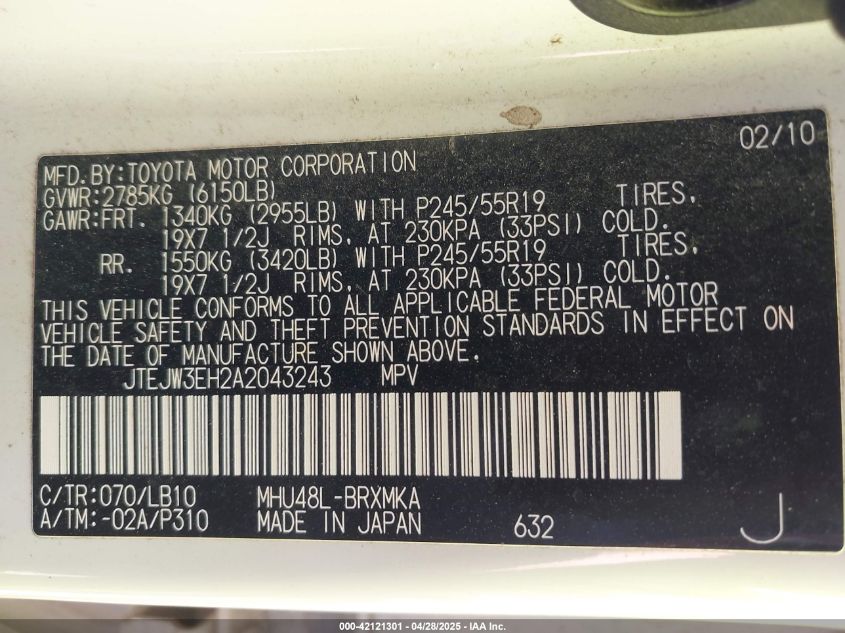 02/10
MFD.BY:TOYOTA MOTOR CORPORATION
GVWR:2785KG (6150LB)
GAWR:FRT. 1340KG (2955LB) WITH P245/55R19 TIRES,
19X7 1/2J RIMS, AT 230KPA (33PSI) COLD.
RR. 1550KG (3420LB) WITH P245/55R19 TIRES,
19X7 1/2J RIMS, AT 230KPA (33PSI) COLD.
THIS VEHICLE CONFORMS TO ALL APPLICABLE FEDERAL MOTOR
VEHICLE SAFETY AND THEFT PREVENTION STANDARDS IN EFFECT ON
THE DATE OF MANUFACTURE SHOWN ABOVE.
JTEJW3EH2A2043243 MPV
C/TR:070/LB10 MHU48L-BRXMKA
A/TM:-02A/P310 MADE IN JAPAN 632 J
000-42121301 - 04/28/2025 - IAA Inc.